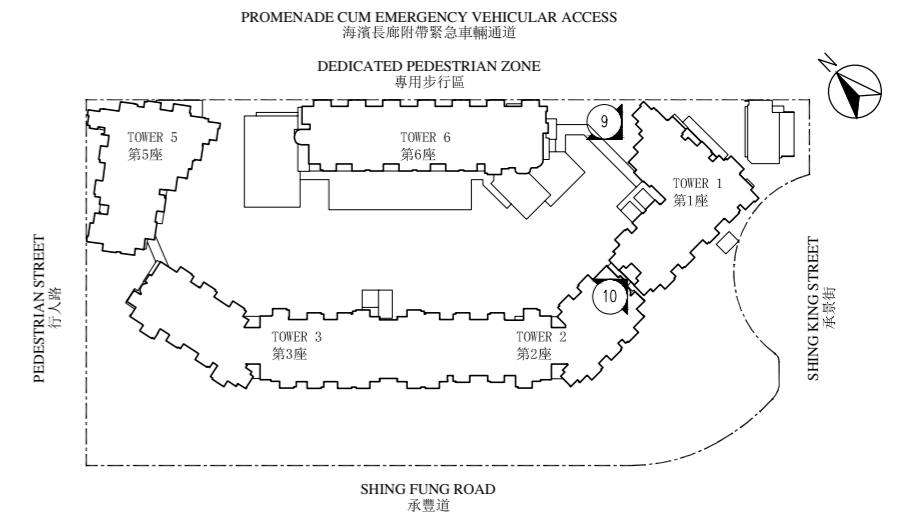 PROMENADE CUM EMERGENCY VEHICULAR ACCESS
海濱長廊附帶緊急車輛通道
DEDICATED PEDESTRIAN ZONE
專用步行區
N
TOWER 5
第5座
TOWER 6
第6座
9
TOWER 1
第1座
PEDESTRIAN STREET
行人路
SHING KING STREET
承景街
10
TOWER 3
第3座
TOWER 2
第2座
SHING FUNG ROAD
承豐道